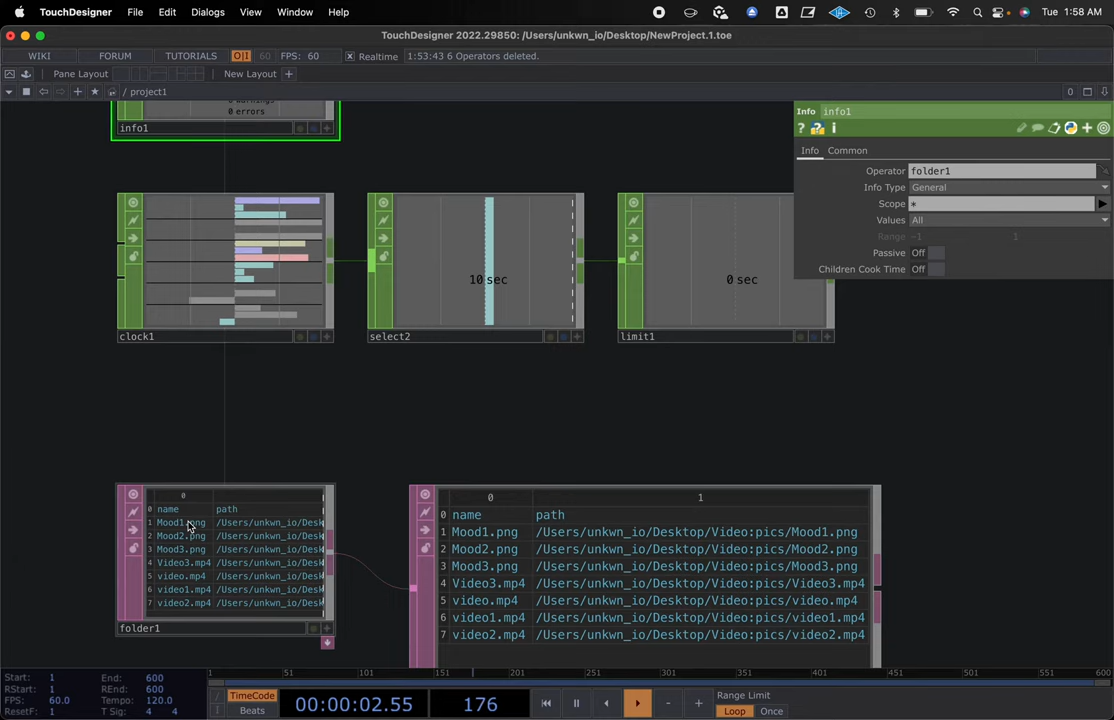 TouchDesigner File Edit Dialogs View Window Help Tue 1:58 AM
TouchDesigner 2022.29850: /Users/unkwn_io/Desktop/NewProject.1.toe
WIKI FORUM TUTORIALS O|I 60 FPS: 60 Realtime 1:53:43 6 Operators deleted.
Pane Layout New Layout +
/ project1 0
0 errors
info1
Info info1
Info Common
Operator folder1
Info Type General
Scope *
Values All
Range -1 1
Passive Off
Children Cook Time Off
10 sec
0 sec
clock1
select2
limit1
0
0 name path
1 Mood1.png /Users/unkwn_io/Desk
2 Mood2.png /Users/unkwn_io/Desk
3 Mood3.png /Users/unkwn_io/Desk
4 Video3.mp4 /Users/unkwn_io/Desk
5 video.mp4 /Users/unkwn_io/Desk
6 video1.mp4 /Users/unkwn_io/Desk
7 video2.mp4 /Users/unkwn_io/Desk
folder1
0 1
0 name path
1 Mood1.png /Users/unkwn_io/Desktop/Video:pics/Mood1.png
2 Mood2.png /Users/unkwn_io/Desktop/Video:pics/Mood2.png
3 Mood3.png /Users/unkwn_io/Desktop/Video:pics/Mood3.png
4 Video3.mp4 /Users/unkwn_io/Desktop/Video:pics/Video3.mp4
5 video.mp4 /Users/unkwn_io/Desktop/Video:pics/video.mp4
6 video1.mp4 /Users/unkwn_io/Desktop/Video:pics/video1.mp4
7 video2.mp4 /Users/unkwn_io/Desktop/Video:pics/video2.mp4
1 51 101 151 201 251 301 351 401 451 501 551 600
Start: 1 End: 600
RStart: 1 REnd: 600
FPS: 60.0 Tempo: 120.0
ResetF: 1 T Sig: 4 4
TimeCode
Beats
00:00:02.55
176
- +
Range Limit
Loop Once